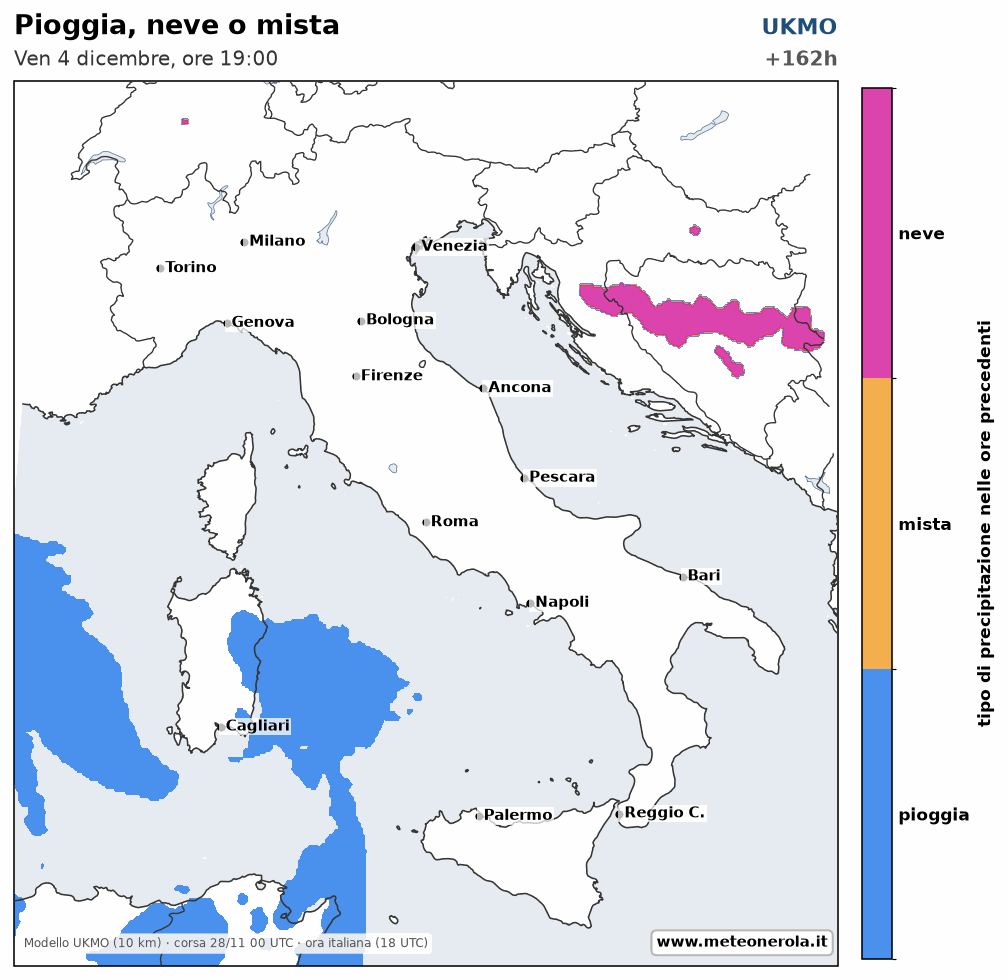 Pioggia, neve o mista
UKMO
Ven 4 dicembre, ore 19:00
+162h
neve
Milano
Venezia
Torino
Genova
Bologna
Firenze
Ancona
Pescara
mista
Roma
Bari
Napoli
tipo di precipitazione nelle ore precedenti
Cagliari
Palermo
Reggio C.
pioggia
Modello UKMO (10 km) · corsa 28/11 00 UTC · ora italiana (18 UTC)
www.meteonerola.it